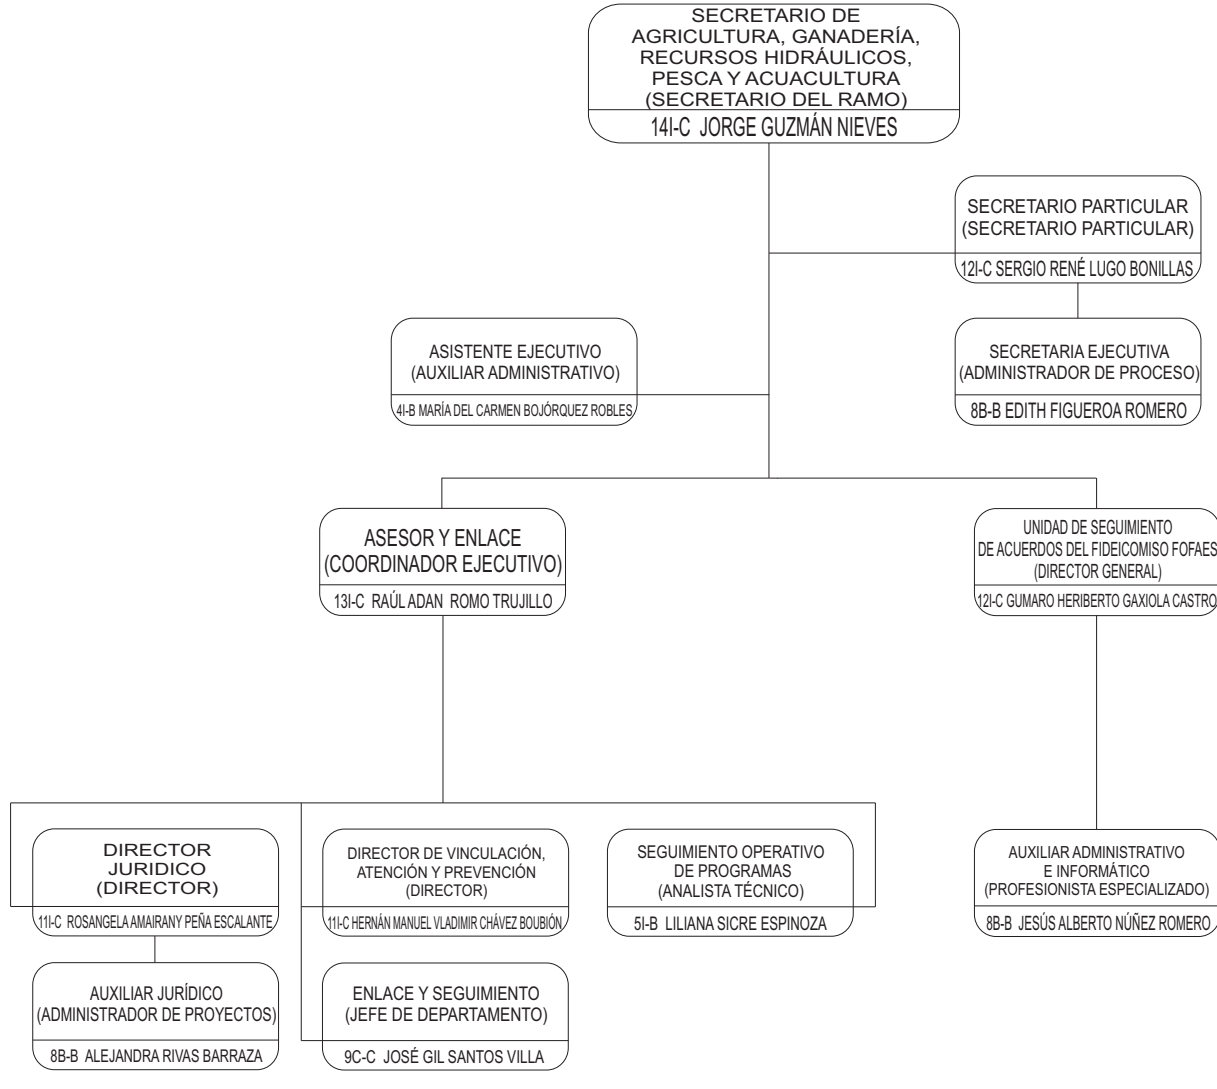 SECRETARIO DE
AGRICULTURA, GANADERÍA,
RECURSOS HIDRÁULICOS,
PESCA Y ACUACULTURA
(SECRETARIO DEL RAMO)
14I-C JORGE GUZMÁN NIEVES
SECRETARIO PARTICULAR
(SECRETARIO PARTICULAR)
12I-C SERGIO RENÉ LUGO BONILLAS
ASISTENTE EJECUTIVO
(AUXILIAR ADMINISTRATIVO)
4I-B MARÍA DEL CARMEN BOJÓRQUEZ ROBLES
SECRETARIA EJECUTIVA
(ADMINISTRADOR DE PROCESO)
8B-B EDITH FIGUEROA ROMERO
ASESOR Y ENLACE
(COORDINADOR EJECUTIVO)
13I-C RAÚL ADAN ROMO TRUJILLO
UNIDAD DE SEGUIMIENTO
DE ACUERDOS DEL FIDEICOMISO FOFAES
(DIRECTOR GENERAL)
12I-C GUMARO HERIBERTO GAXIOLA CASTRO
DIRECTOR
JURIDICO
(DIRECTOR)
11I-C ROSANGELA AMAIRANY PEÑA ESCALANTE
DIRECTOR DE VINCULACIÓN,
ATENCIÓN Y PREVENCIÓN
(DIRECTOR)
11I-C HERNÁN MANUEL VLADIMIR CHÁVEZ BOUBIÓN
SEGUIMIENTO OPERATIVO
DE PROGRAMAS
(ANALISTA TÉCNICO)
5I-B LILIANA SICRE ESPINOZA
AUXILIAR ADMINISTRATIVO
E INFORMÁTICO
(PROFESIONISTA ESPECIALIZADO)
8B-B JESÚS ALBERTO NÚÑEZ ROMERO
AUXILIAR JURÍDICO
(ADMINISTRADOR DE PROYECTOS)
8B-B ALEJANDRA RIVAS BARRAZA
ENLACE Y SEGUIMIENTO
(JEFE DE DEPARTAMENTO)
9C-C JOSÉ GIL SANTOS VILLA